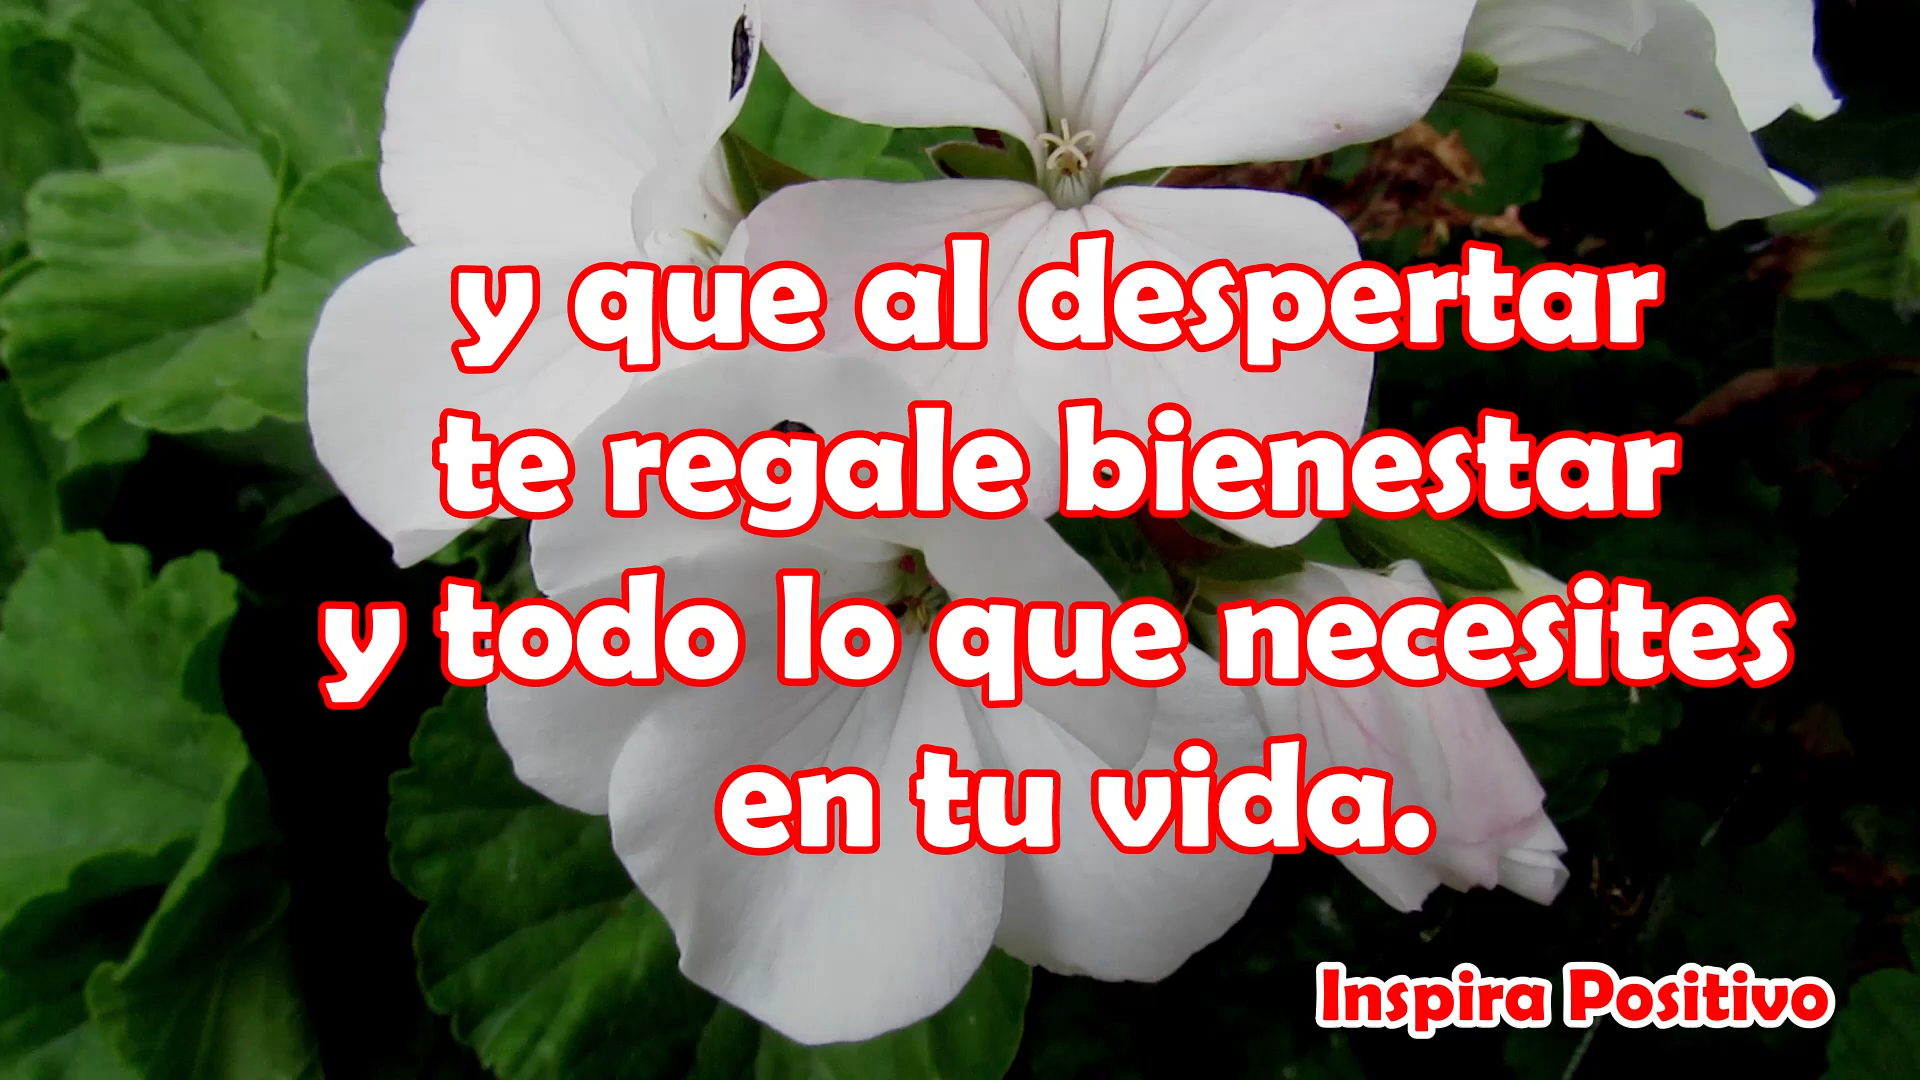 y que al despertar
te regale bienestar
y todo lo que necesites
en tu vida.
Inspira Positivo